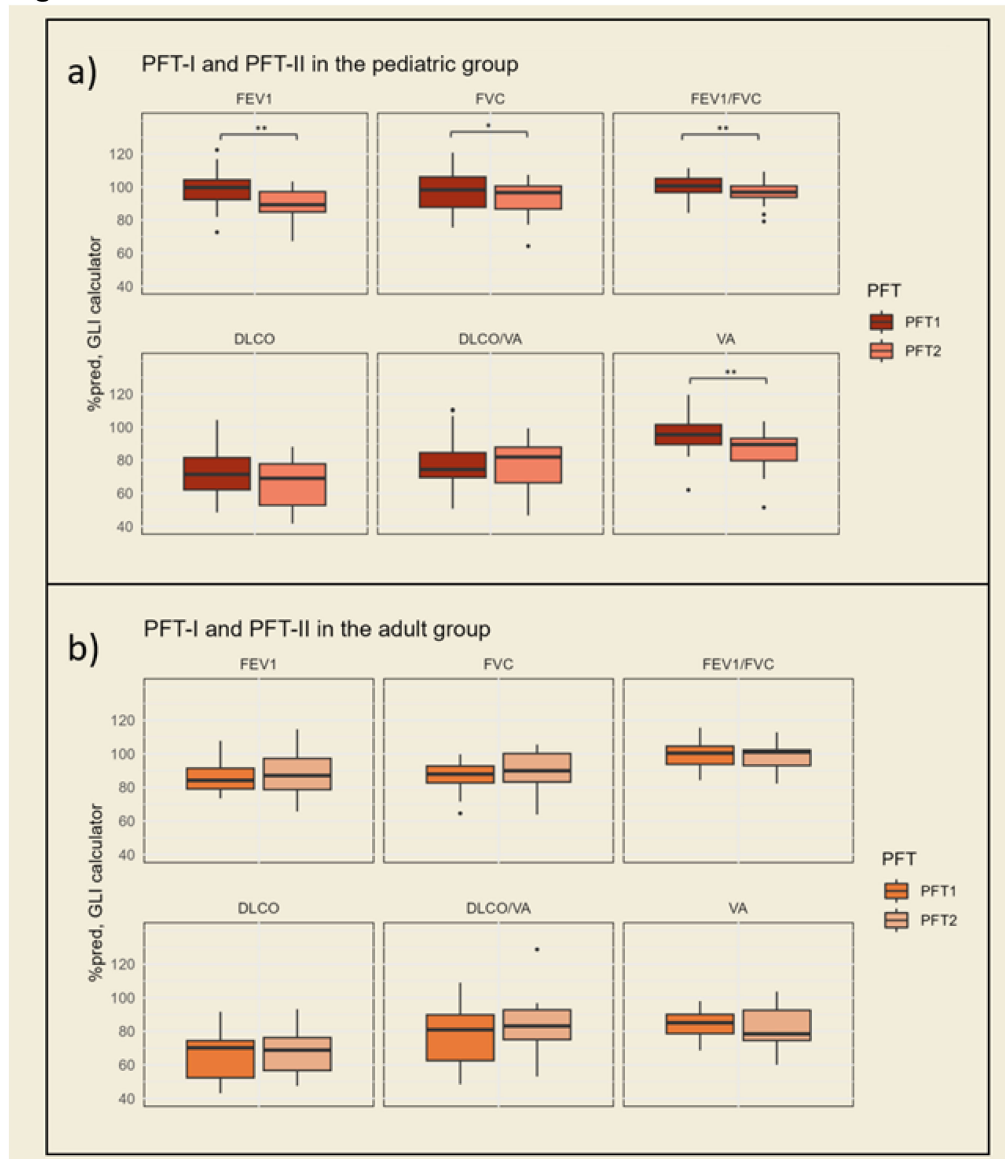 a)
PFT-I and PFT-II in the pediatric group
FEV1 FVC FEV1/FVC
** * **
120
100
80
60
40
DLCO DLCO/VA VA
**
120
100
80
60
40
%pred, GLI calculator
PFT
PFT1
PFT2
b)
PFT-I and PFT-II in the adult group
FEV1 FVC FEV1/FVC
120
100
80
60
40
DLCO DLCO/VA VA
120
100
80
60
40
%pred, GLI calculator
PFT
PFT1
PFT2